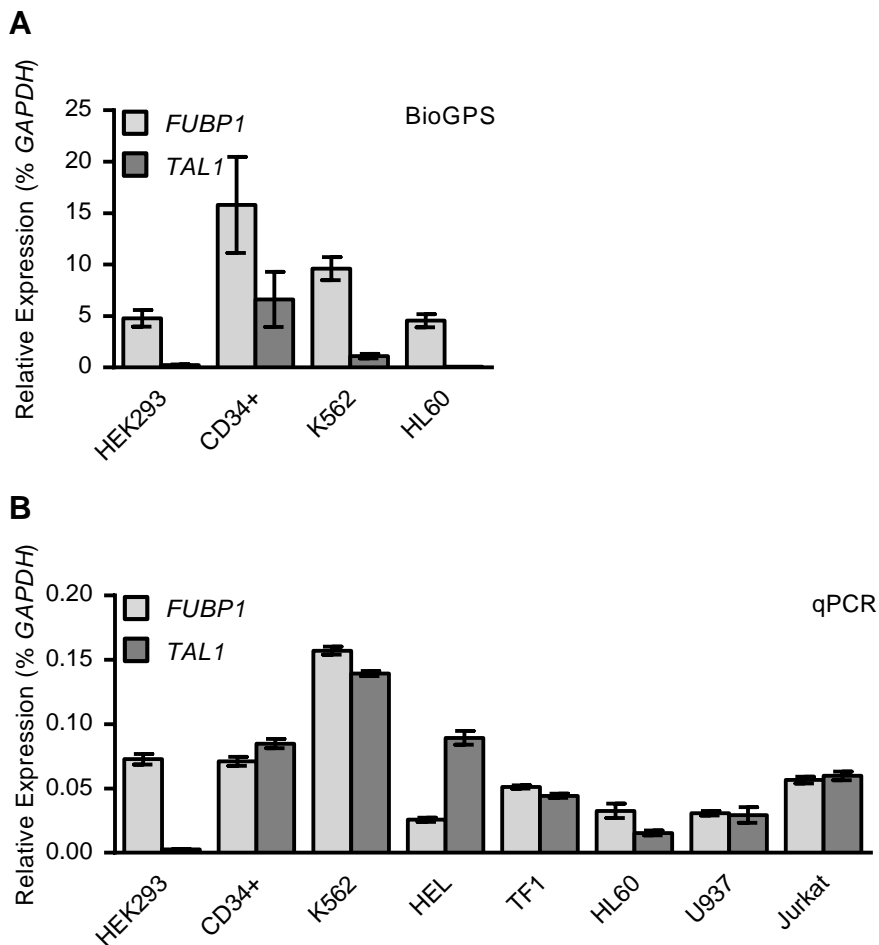 A
BioGPS
FUBP1
TAL1
Relative Expression (% GAPDH)
25
20
15
10
5
0
HEK293
CD34+
K562
HL60
B
qPCR
FUBP1
TAL1
Relative Expression (% GAPDH)
0.20
0.15
0.10
0.05
0.00
HEK293
CD34+
K562
HEL
TF1
HL60
U937
Jurkat